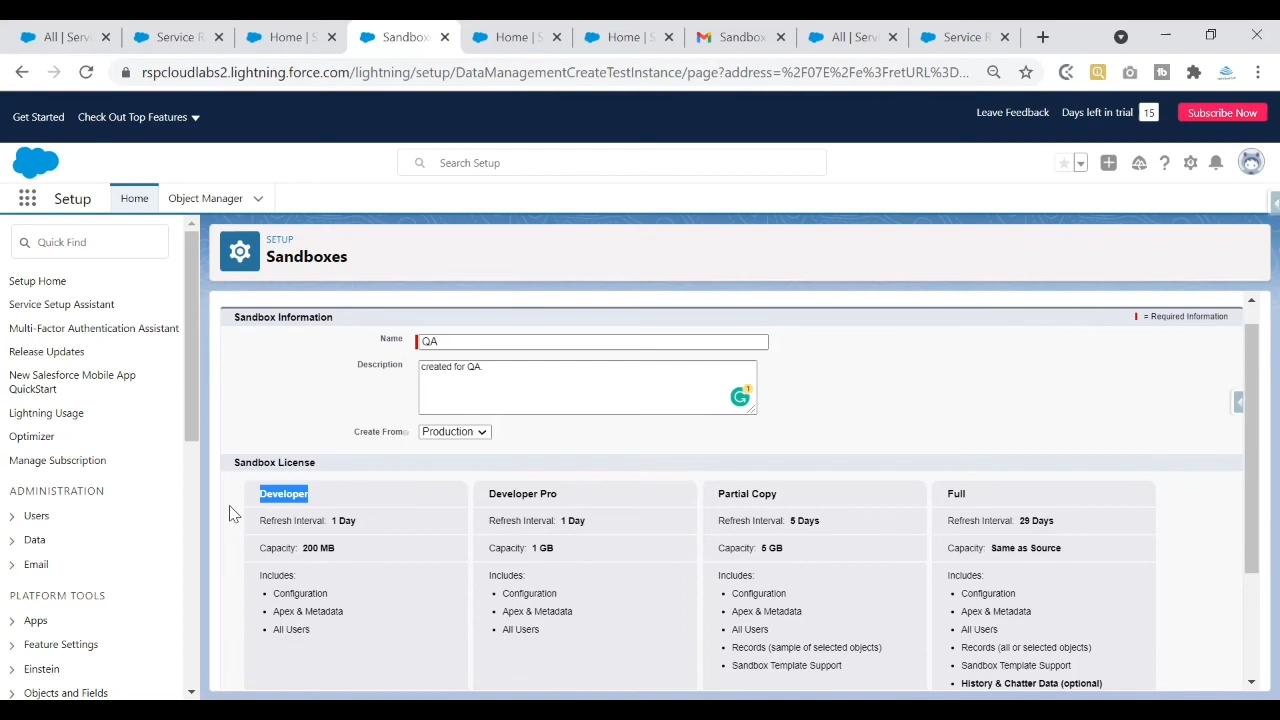 All | Serv
Service R
Home | S
Sandbox
Home | S
Home | S
Sandbox
All | Serv
Service R
rspcloudlabs2.lightning.force.com/lightning/setup/DataManagementCreateTestInstance/page?address=%2F07E%2Fe%3FretURL%3D...
Get Started Check Out Top Features
Leave Feedback Days left in trial 15 Subscribe Now
Search Setup
Setup Home Object Manager
Quick Find
Setup Home
Service Setup Assistant
Multi-Factor Authentication Assistant
Release Updates
New Salesforce Mobile App
QuickStart
Lightning Usage
Optimizer
Manage Subscription
ADMINISTRATION
Users
Data
Email
PLATFORM TOOLS
Apps
Feature Settings
Einstein
Objects and Fields
SETUP
Sandboxes
Sandbox Information
= Required Information
Name QA
Description created for QA.
1
Create From Production
Sandbox License
Developer
Refresh Interval: 1 Day
Capacity: 200 MB
Includes:
• Configuration
• Apex & Metadata
• All Users
Developer Pro
Refresh Interval: 1 Day
Capacity: 1 GB
Includes:
• Configuration
• Apex & Metadata
• All Users
Partial Copy
Refresh Interval: 5 Days
Capacity: 5 GB
Includes:
• Configuration
• Apex & Metadata
• All Users
• Records (sample of selected objects)
• Sandbox Template Support
Full
Refresh Interval: 29 Days
Capacity: Same as Source
Includes:
• Configuration
• Apex & Metadata
• All Users
• Records (all or selected objects)
• Sandbox Template Support
• History & Chatter Data (optional)